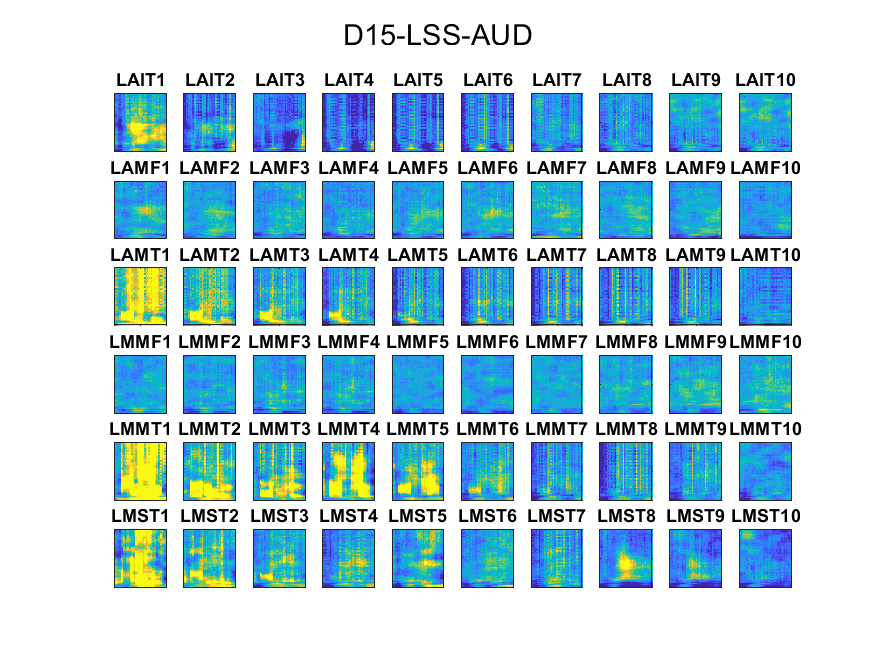 D15-LSS-AUD
LAIT1 LAIT2 LAIT3 LAIT4 LAIT5 LAIT6 LAIT7 LAIT8 LAIT9 LAIT10
LAMF1 LAMF2 LAMF3 LAMF4 LAMF5 LAMF6 LAMF7 LAMF8 LAMF9 LAMF10
LAMT1 LAMT2 LAMT3 LAMT4 LAMT5 LAMT6 LAMT7 LAMT8 LAMT9 LAMT10
LMMF1 LMMF2 LMMF3 LMMF4 LMMF5 LMMF6 LMMF7 LMMF8 LMMF9 LMMF10
LMMT1 LMMT2 LMMT3 LMMT4 LMMT5 LMMT6 LMMT7 LMMT8 LMMT9 LMMT10
LMST1 LMST2 LMST3 LMST4 LMST5 LMST6 LMST7 LMST8 LMST9 LMST10